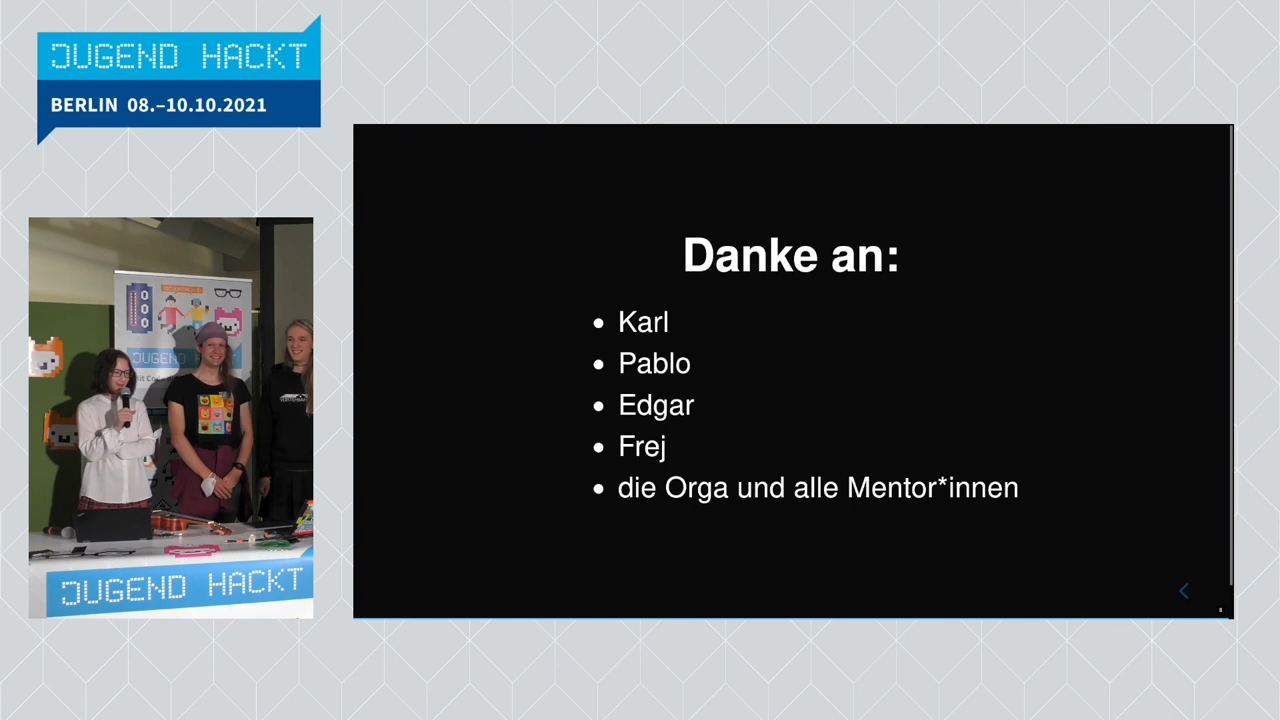 JUGEND HACKT
BERLIN 08.–10.10.2021
Danke an:
• Karl
• Pablo
• Edgar
• Frej
• die Orga und alle Mentor*innen
8
JUGEND HACKT
JUGEND HACKT